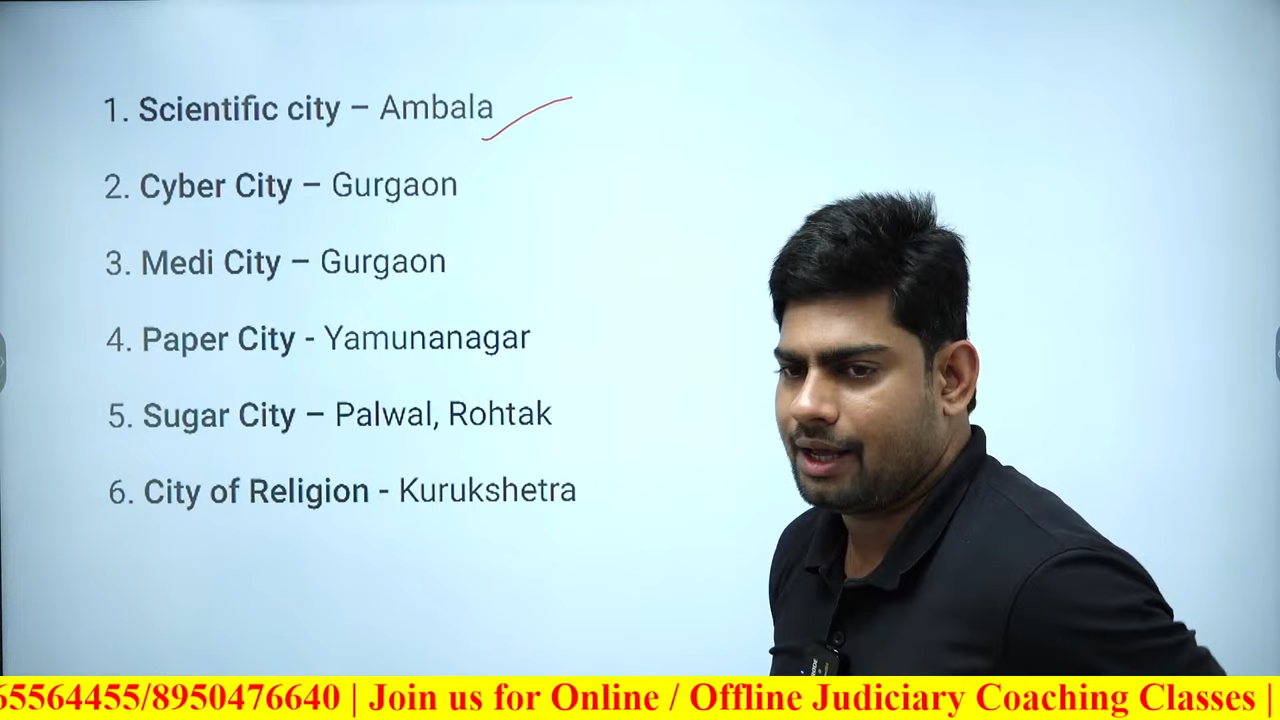 1. Scientific city – Ambala
2. Cyber City – Gurgaon
3. Medi City – Gurgaon
4. Paper City - Yamunanagar
5. Sugar City – Palwal, Rohtak
6. City of Religion - Kurukshetra
65564455/8950476640 | Join us for Online / Offline Judiciary Coaching Classes |